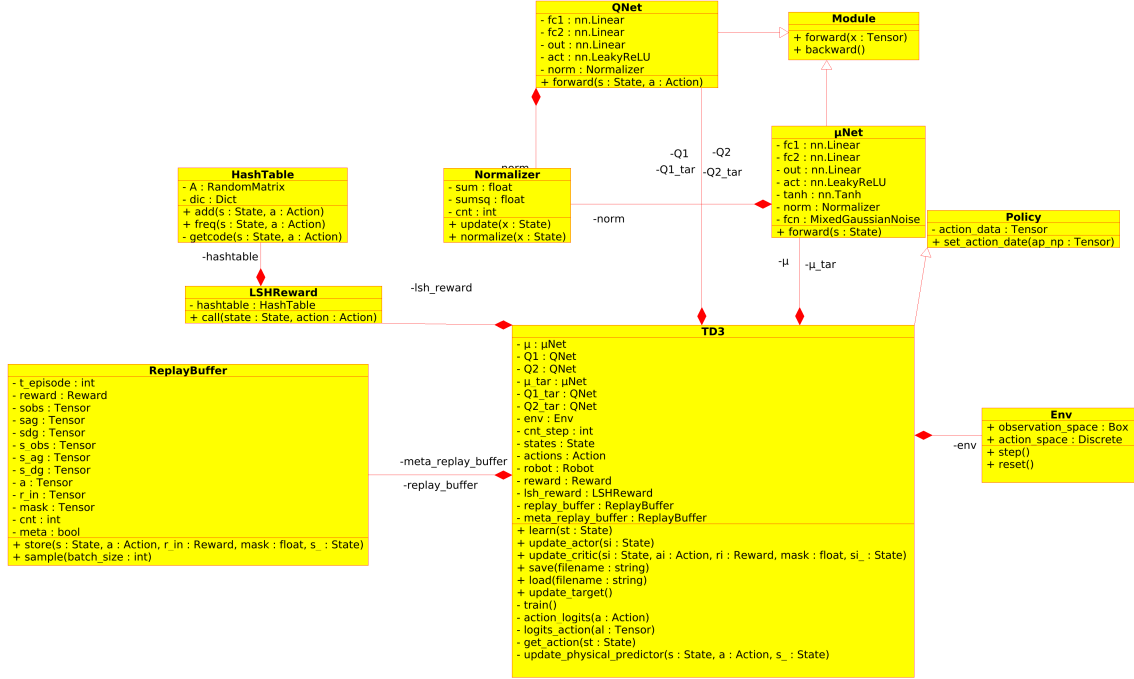 QNet
- fc1 : nn.Linear
- fc2 : nn.Linear
- out : nn.Linear
- act : nn.LeakyReLU
- norm : Normalizer
+ forward(s : State, a : Action)
Module
+ forward(x : Tensor)
+ backward()
µNet
- fc1 : nn.Linear
- fc2 : nn.Linear
- out : nn.Linear
- act : nn.LeakyReLU
- tanh : nn.Tanh
- norm : Normalizer
- fcn : MixedGaussianNoise
+ forward(s : State)
-Q1
-Q2
-Q1_tar
-Q2_tar
-norm
Normalizer
- sum : float
- sumsq : float
- cnt : int
+ update(x : State)
+ normalize(x : State)
-norm
HashTable
- A : RandomMatrix
- dic : Dict
+ add(s : State, a : Action)
+ freq(s : State, a : Action)
- getcode(s : State, a : Action)
-hashtable
Policy
- action_data : Tensor
+ set_action_date(ap_np : Tensor)
-µ
-µ_tar
LSHReward
- hashtable : HashTable
+ call(state : State, action : Action)
-lsh_reward
TD3
- µ : µNet
- Q1 : QNet
- Q2 : QNet
- µ_tar : µNet
- Q1_tar : QNet
- Q2_tar : QNet
- env : Env
- cnt_step : int
- states : State
- actions : Action
- robot : Robot
- reward : Reward
- lsh_reward : LSHReward
- replay_buffer : ReplayBuffer
- meta_replay_buffer : ReplayBuffer
+ learn(st : State)
+ update_actor(si : State)
+ update_critic(si : State, ai : Action, ri : Reward, mask : float, si_ : State)
+ save(filename : string)
+ load(filename : string)
+ update_target()
- train()
- action_logits(a : Action)
- logits_action(al : Tensor)
- get_action(st : State)
- update_physical_predictor(s : State, a : Action, s_ : State)
ReplayBuffer
- t_episode : int
- reward : Reward
- sobs : Tensor
- sag : Tensor
- sdg : Tensor
- s_obs : Tensor
- s_ag : Tensor
- s_dg : Tensor
- a : Tensor
- r_in : Tensor
- mask : Tensor
- cnt : int
- meta : bool
+ store(s : State, a : Action, r_in : Reward, mask : float, s_ : State)
+ sample(batch_size : int)
-meta_replay_buffer
-replay_buffer
Env
+ observation_space : Box
+ action_space : Discrete
+ step()
+ reset()
-env